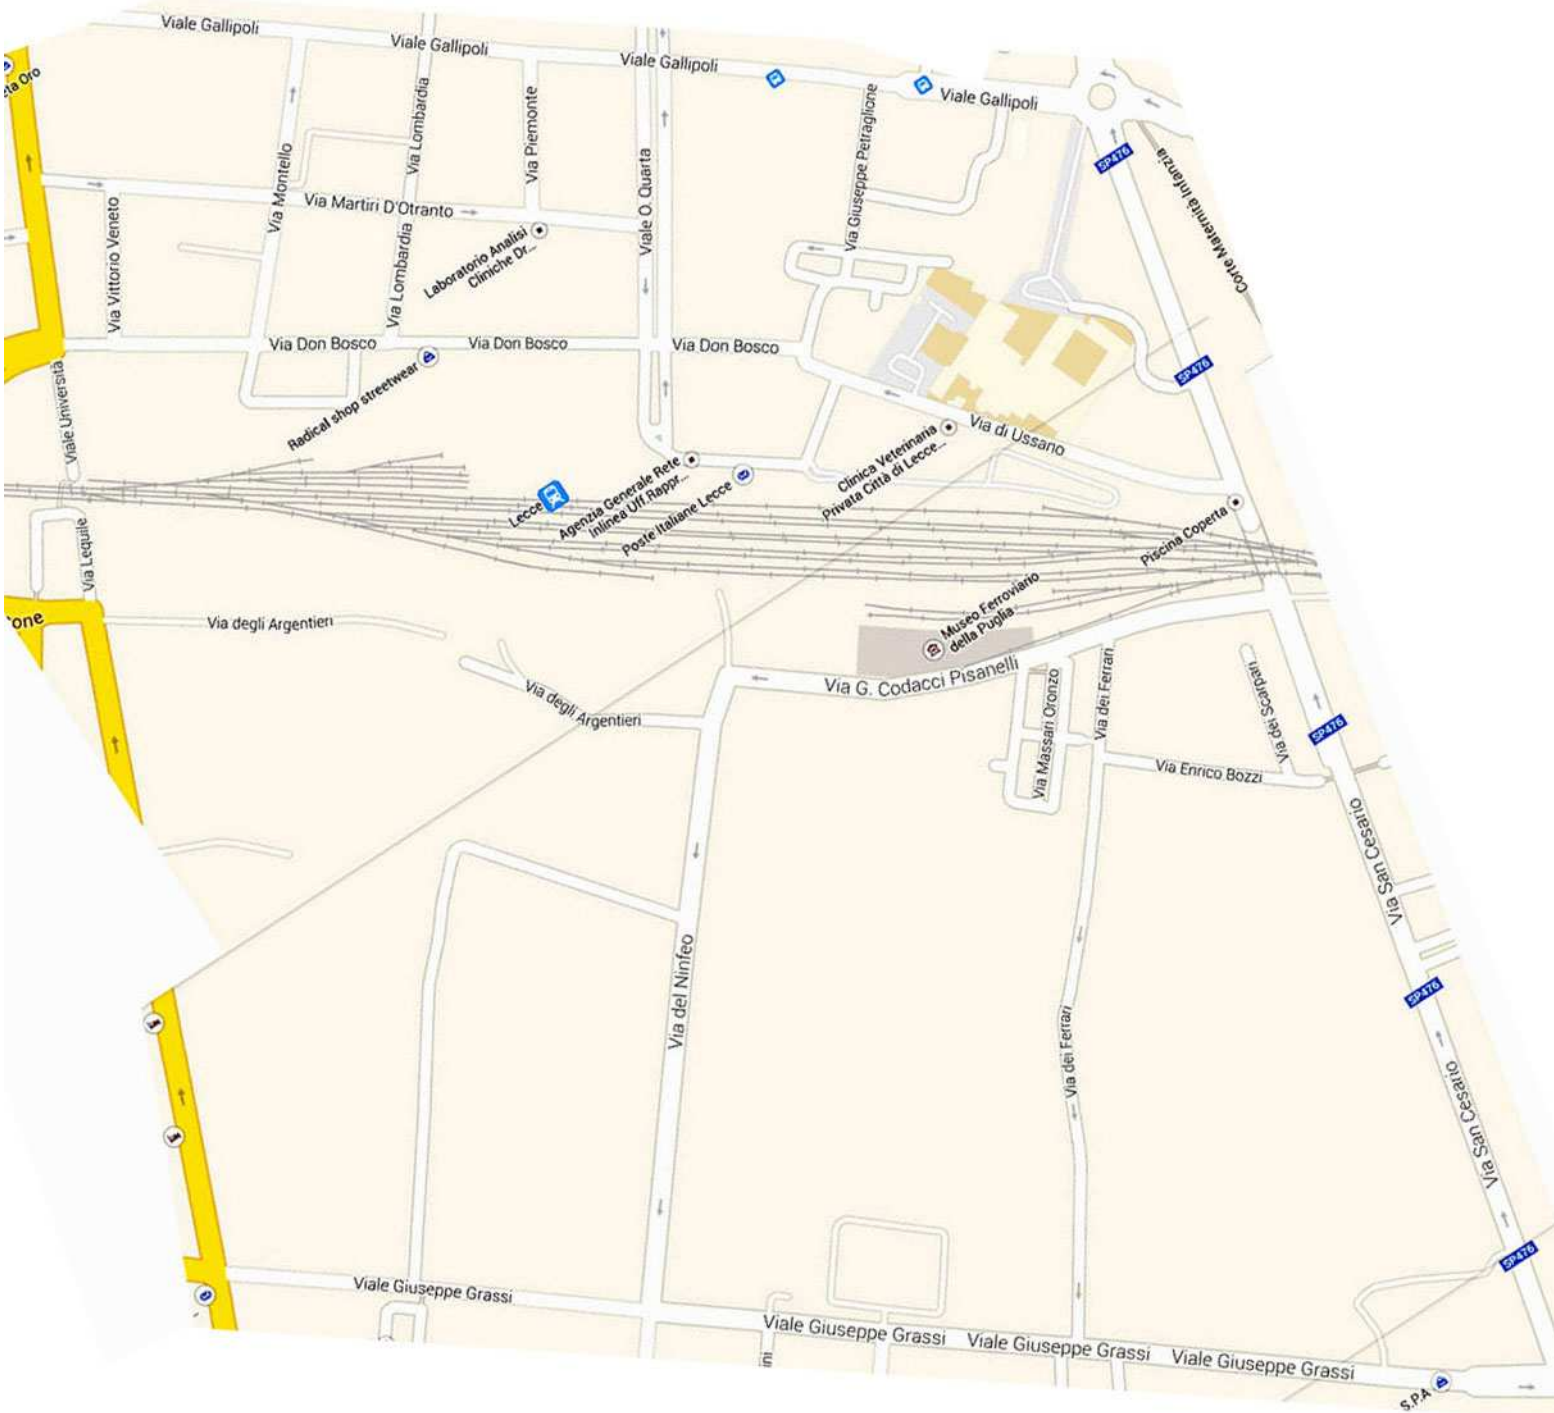 Viale Gallipoli
Viale Gallipoli
Viale Gallipoli
Viale Gallipoli
eta Oro
Via Lombardia
Via Piemonte
Via Giuseppe Petraglione
SP476
Corte Maternità Infanzia
Via Montello
Viale O. Quarta
Via Martiri D'Otranto
Via Vittorio Veneto
Via Lombardia
Laboratorio Analisi
Cliniche Dr...
Via Don Bosco
Via Don Bosco
Via Don Bosco
SP476
Viale Università
Radical shop streetwear
Via di Ussano
Clinica Veterinaria
Privata Città di Lecce...
Lecce
Agenzia Generale Rete
Inlinea Uff.Rappr...
Poste Italiane Lecce
Piscina Coperta
Via Lequile
one
Via degli Argentieri
Museo Ferroviario
della Puglia
Via G. Codacci Pisanelli
Via degli Argentieri
Via Massari Oronzo
Via dei Ferrari
Via dei Scarpari
SP476
Via Enrico Bozzi
Via San Cesario
Via del Ninfeo
SP476
Via dei Ferrari
Via San Cesario
SP476
Viale Giuseppe Grassi
Viale Giuseppe Grassi
Viale Giuseppe Grassi
Viale Giuseppe Grassi
ini
S.P.A